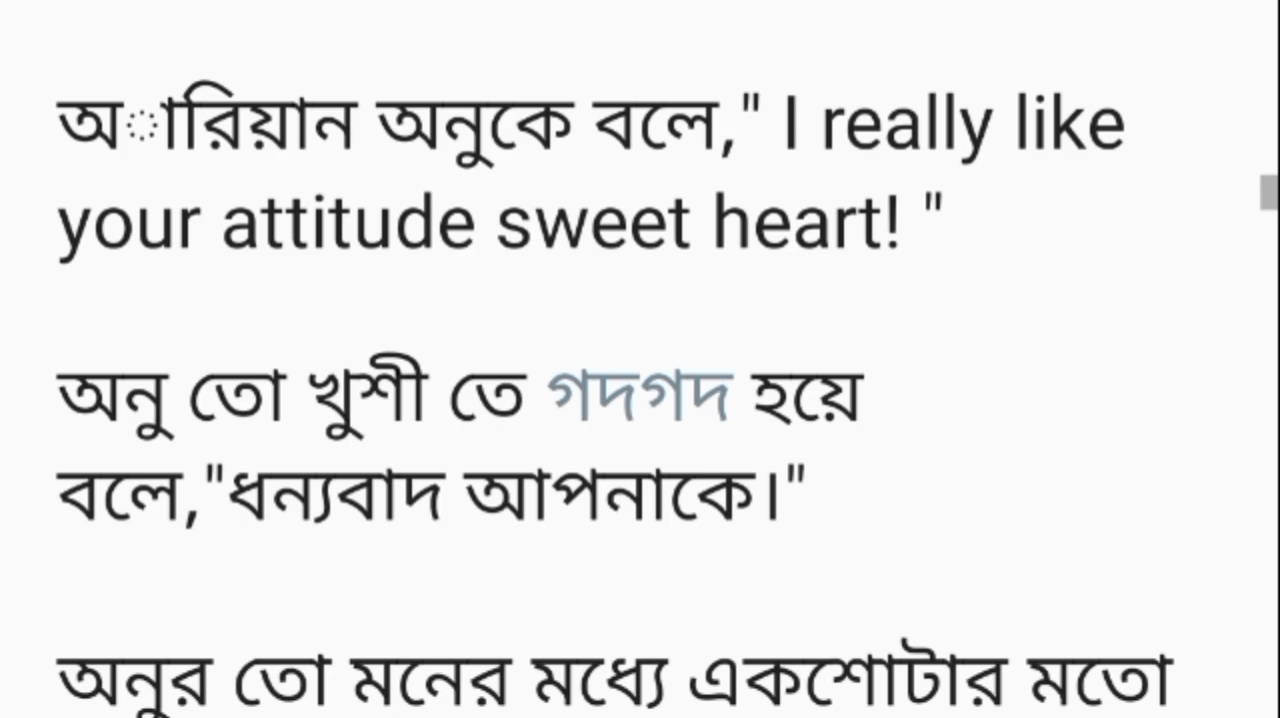 অারিয়ান অনুকে বলে," I really like
your attitude sweet heart! "
অনু তো খুশী তে গদগদ হয়ে
বলে,"ধন্যবাদ আপনাকে।"
অনুর তো মনের মধ্যে একশোটার মতো